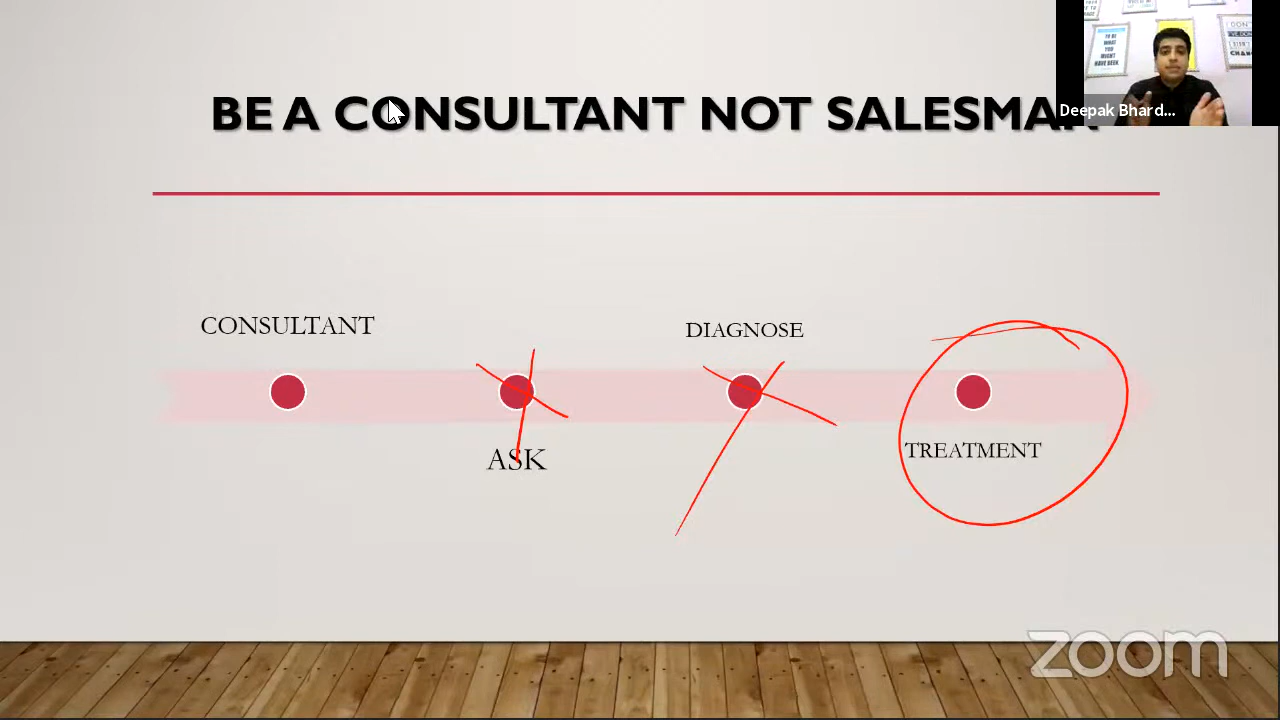 BE A CONSULTANT NOT SALESMAN
Deepak Bhard...
CONSULTANT
DIAGNOSE
ASK
TREATMENT
zoom